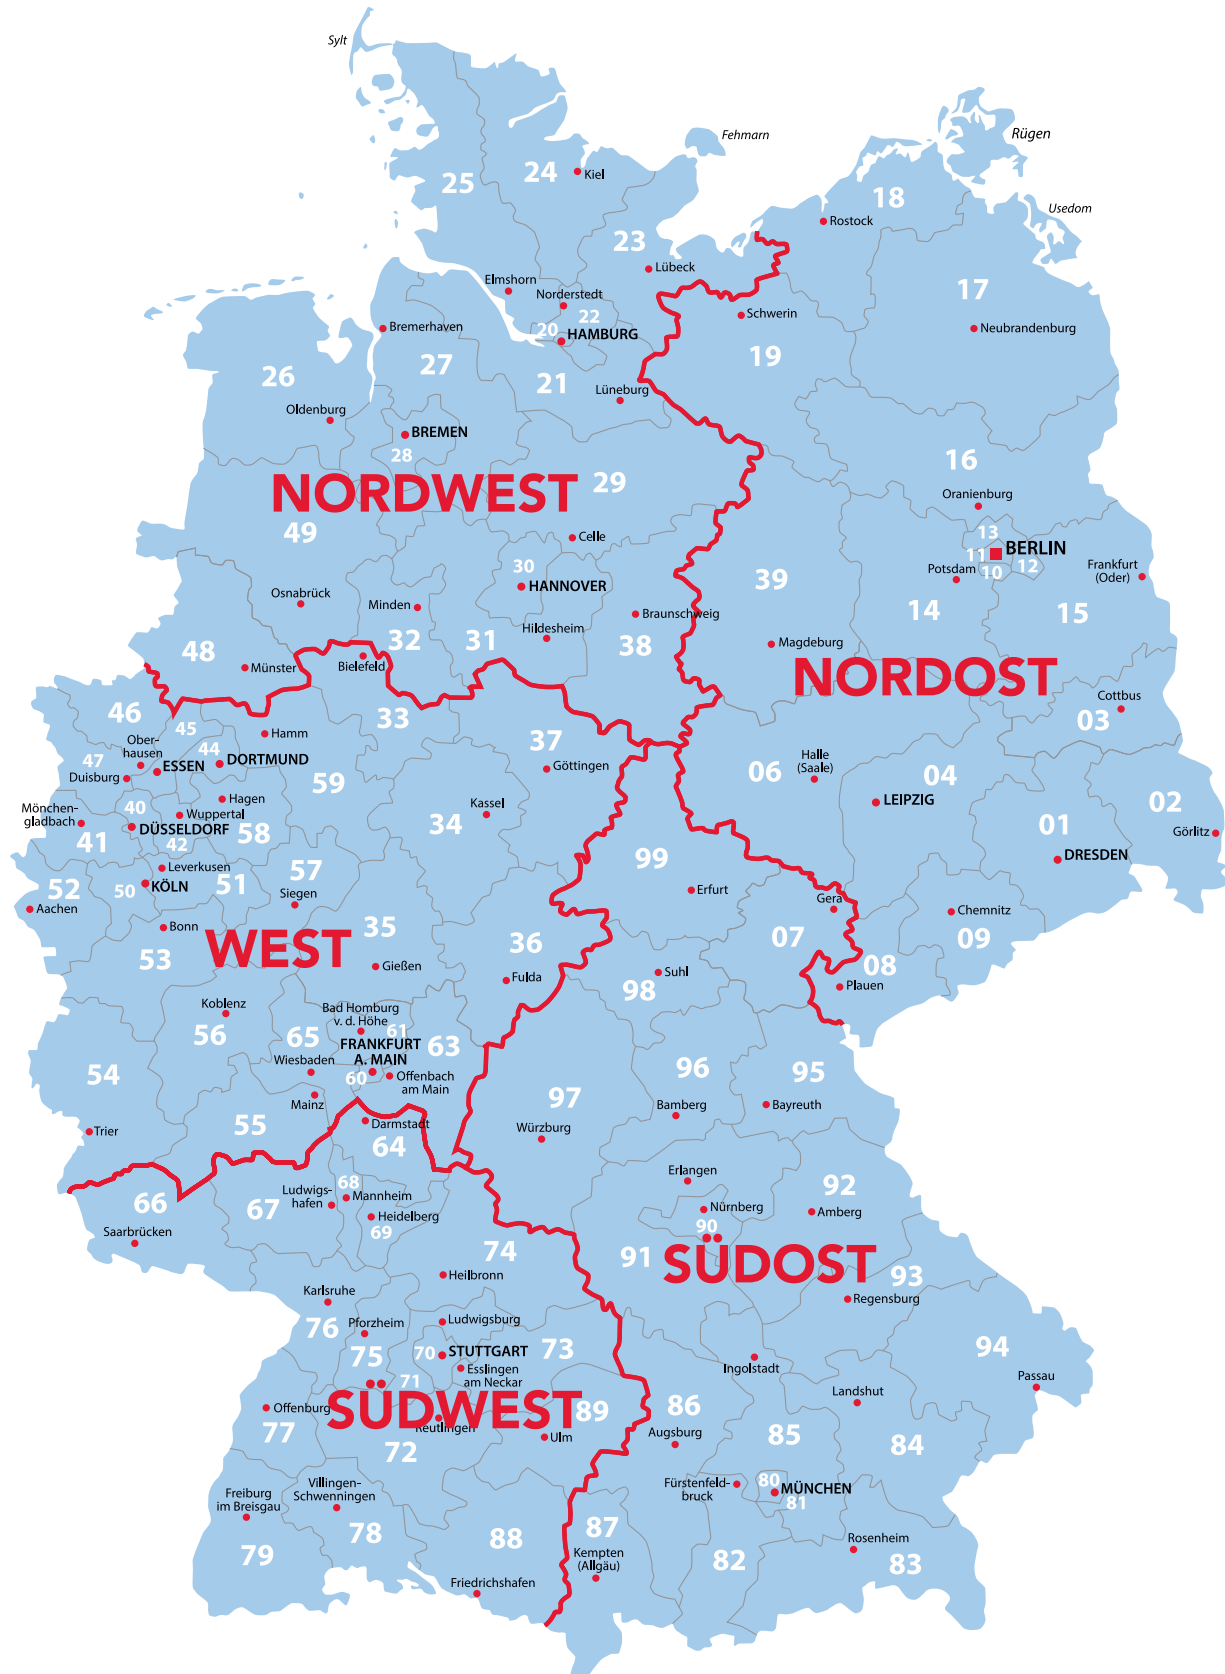 Sylt
Fehmarn
Rügen
Usedom
25
24
Kiel
18
Rostock
23
Lübeck
17
Neubrandenburg
Elmshorn
Norderstedt
22
20
HAMBURG
Schwerin
19
Bremerhaven
27
26
21
Lüneburg
Oldenburg
BREMEN
28
16
NORDWEST
29
Oranienburg
49
Celle
13
11
BERLIN
10
12
Potsdam
Frankfurt
(Oder)
30
HANNOVER
39
14
15
Osnabrück
Minden
Braunschweig
32
31
Hildesheim
38
Magdeburg
48
Münster
Bielefeld
NORDOST
Cottbus
03
46
33
45
Hamm
37
Göttingen
Ober-
hausen
44
DORTMUND
47
Duisburg
ESSEN
Halle
(Saale)
06
04
LEIPZIG
59
Hagen
Kassel
34
02
Görlitz
Mönchen-
gladbach
40
Wuppertal
DÜSSELDORF
41
42
58
01
DRESDEN
99
Erfurt
Leverkusen
57
52
50
KÖLN
51
Siegen
Aachen
Gera
Chemnitz
09
Bonn
35
WEST
53
Gießen
36
Fulda
07
08
Plauen
98
Suhl
Koblenz
56
Bad Homburg
v. d. Höhe
61
65
63
FRANKFURT
A. MAIN
Wiesbaden
60
Offenbach
am Main
54
Mainz
55
Darmstadt
64
Trier
96
95
Bamberg
Bayreuth
97
Würzburg
Erlangen
92
Amberg
Nürnberg
90
91
SÜDOST
93
Regensburg
66
Saarbrücken
67
Ludwigs-
hafen
68
Mannheim
Heidelberg
69
74
Heilbronn
Karlsruhe
76
Pforzheim
Ludwigsburg
70
STUTTGART
75
73
Esslingen
am Neckar
71
Ingolstadt
94
Passau
Landshut
SÜDWEST
Offenburg
77
Reutlingen
89
Ulm
72
86
Augsburg
85
84
Villingen-
Schwenningen
Freiburg
im Breisgau
78
79
Fürstenfeld-
bruck
80
MÜNCHEN
81
88
87
Kempten
(Allgäu)
Friedrichshafen
82
Rosenheim
83